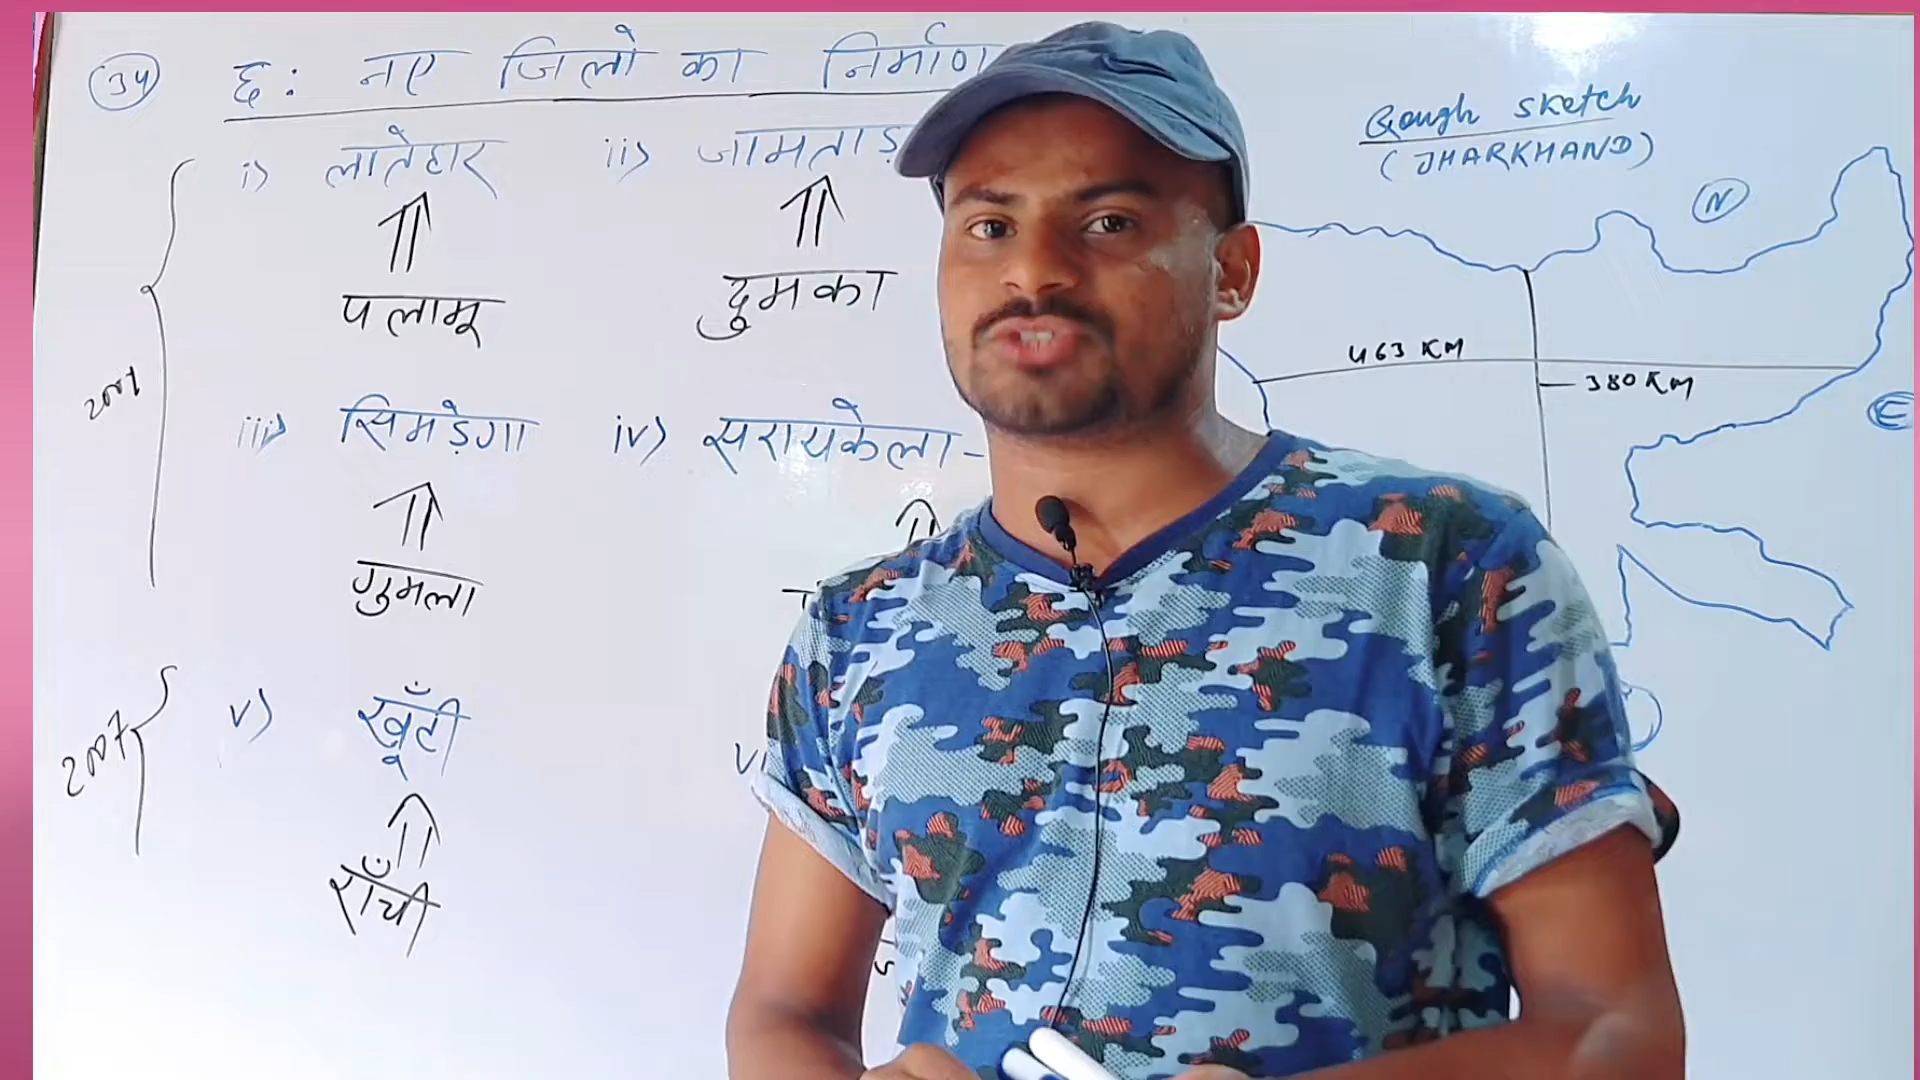 34 छ: नए जिलो का निर्माण
i) लातेहार ii) जामताड़
पलामू दुमका
2001
iii) सिमड़ेगा iv) सरायकेला -
गुमला
2007
v) खूँटी
राँची
Rough sketch
(JHARKHAND)
N
463 KM
380 KM
E